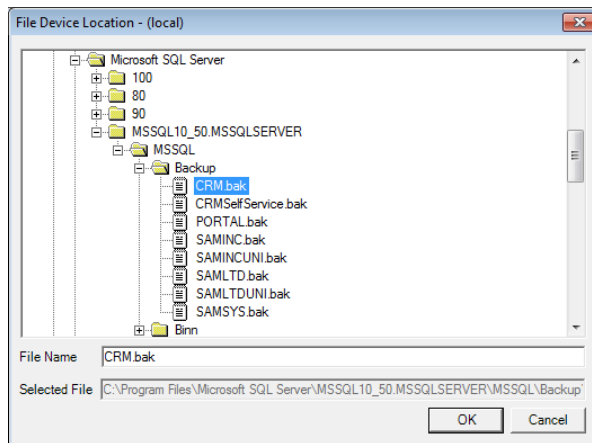 File Device Location - (local)
Microsoft SQL Server
100
80
90
MSSQL10_50.MSSQLSERVER
MSSQL
Backup
CRM.bak
CRMSelfService.bak
PORTAL.bak
SAMINC.bak
SAMINCUNI.bak
SAMLTD.bak
SAMLTDUNI.bak
SAMSYS.bak
Binn
File Name CRM.bak
Selected File C:\Program Files\Microsoft SQL Server\MSSQL10_50.MSSQLSERVER\MSSQL\Backup
OK Cancel